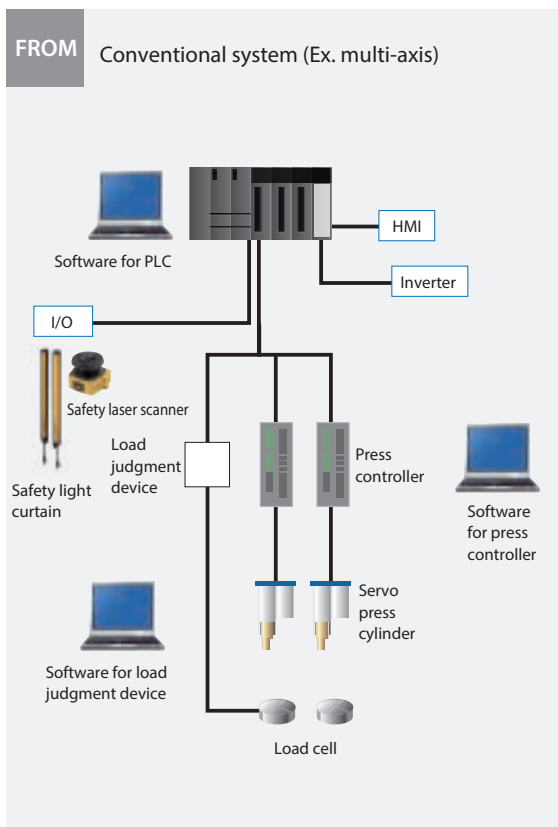 FROM
Conventional system (Ex. multi-axis)
Software for PLC
HMI
Inverter
I/O
Safety laser scanner
Safety light
curtain
Load
judgment
device
Press
controller
Software
for press
controller
Servo
press
cylinder
Software for load
judgment device
Load cell